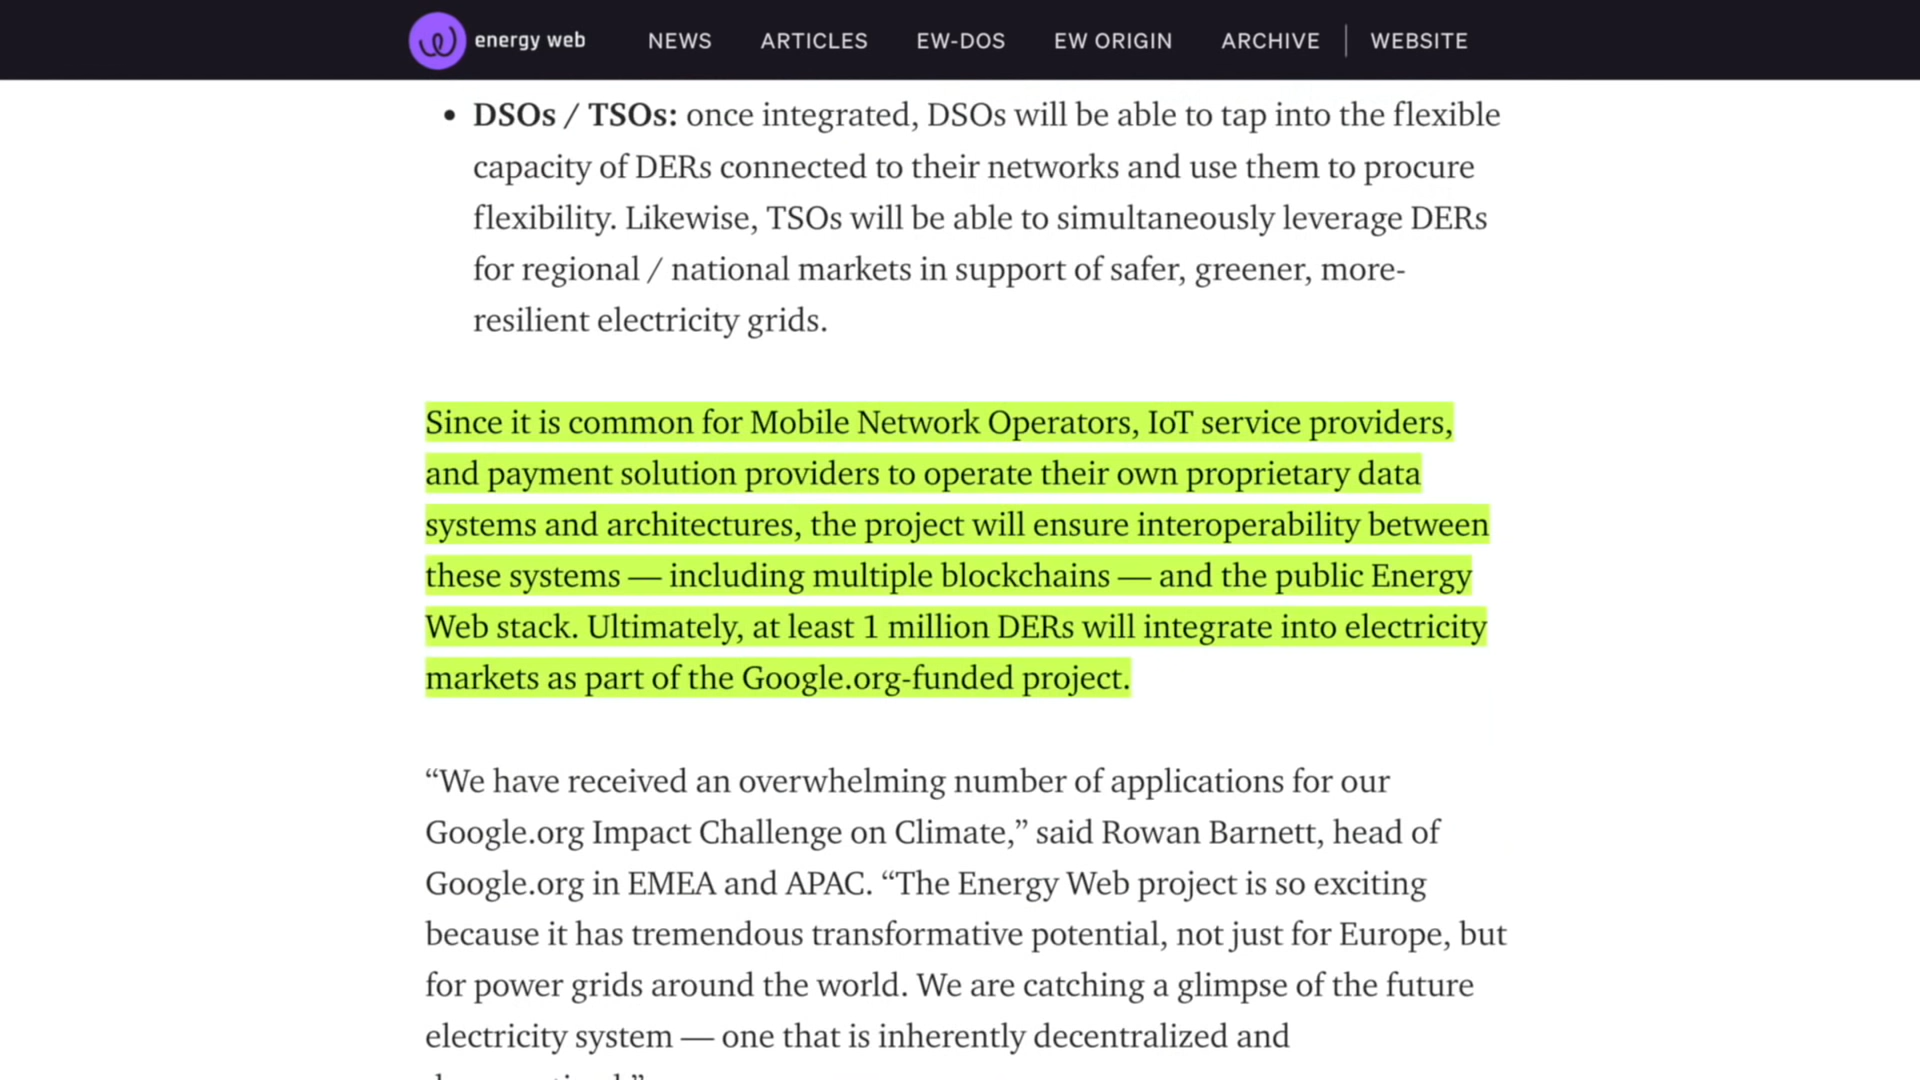 energy web NEWS ARTICLES EW-DOS EW ORIGIN ARCHIVE WEBSITE
• DSOs / TSOs: once integrated, DSOs will be able to tap into the flexible
capacity of DERs connected to their networks and use them to procure
flexibility. Likewise, TSOs will be able to simultaneously leverage DERs
for regional / national markets in support of safer, greener, more-
resilient electricity grids.
Since it is common for Mobile Network Operators, IoT service providers,
and payment solution providers to operate their own proprietary data
systems and architectures, the project will ensure interoperability between
these systems — including multiple blockchains — and the public Energy
Web stack. Ultimately, at least 1 million DERs will integrate into electricity
markets as part of the Google.org-funded project.
“We have received an overwhelming number of applications for our
Google.org Impact Challenge on Climate,” said Rowan Barnett, head of
Google.org in EMEA and APAC. “The Energy Web project is so exciting
because it has tremendous transformative potential, not just for Europe, but
for power grids around the world. We are catching a glimpse of the future
electricity system — one that is inherently decentralized and